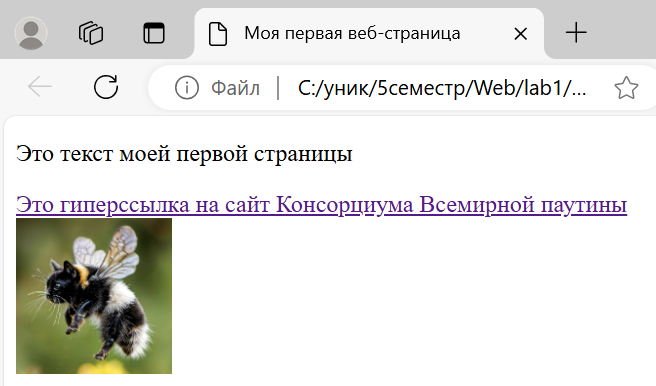 Моя первая веб-страница
Файл | C:/уник/5семестр/Web/lab1/...
Это текст моей первой страницы
Это гиперссылка на сайт Консорциума Всемирной паутины